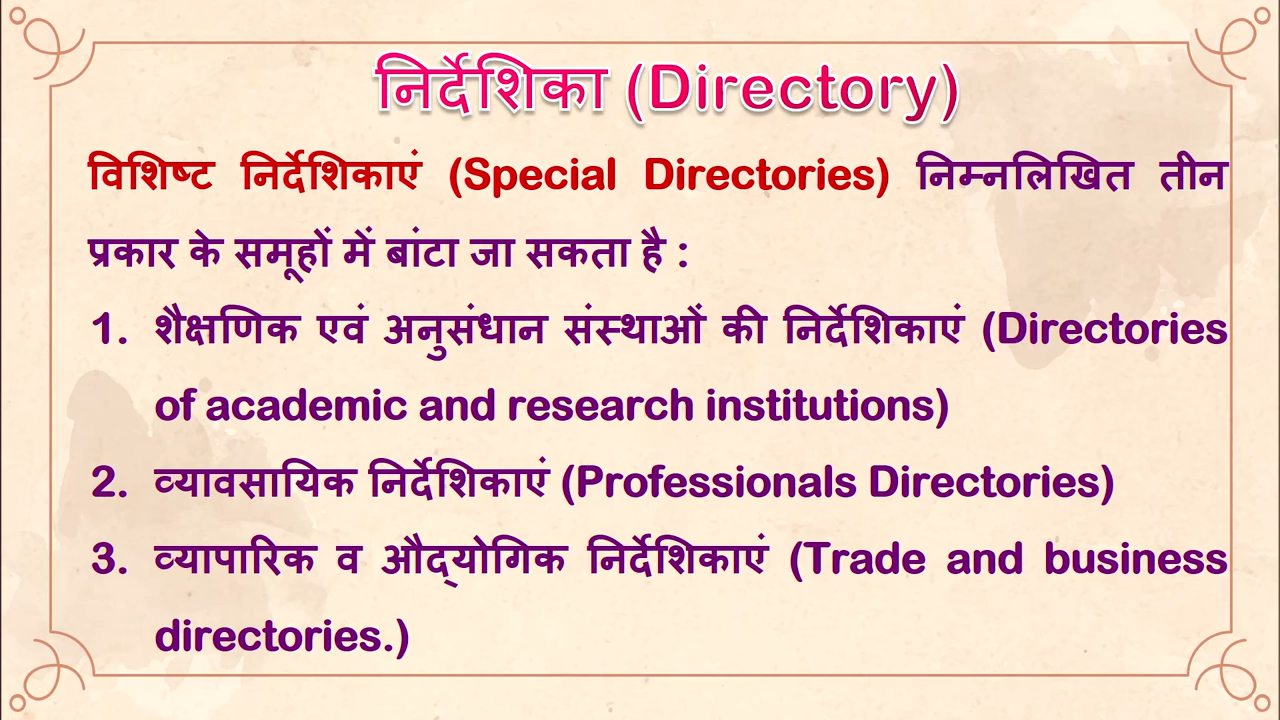 निर्देशिका (Directory)
विशिष्ट निर्देशिकाएं (Special Directories) निम्नलिखित तीन
प्रकार के समूहों में बांटा जा सकता है :
1. शैक्षणिक एवं अनुसंधान संस्थाओं की निर्देशिकाएं (Directories
of academic and research institutions)
2. व्यावसायिक निर्देशिकाएं (Professionals Directories)
3. व्यापारिक व औद्योगिक निर्देशिकाएं (Trade and business
directories.)